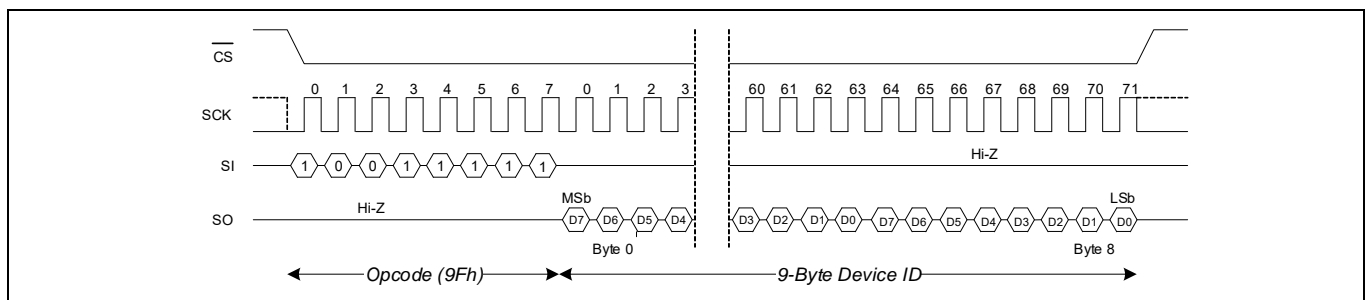 CS
0 1 2 3 4 5 6 7 0 1 2 3 60 61 62 63 64 65 66 67 68 69 70 71
SCK
Hi-Z
SI 1 0 0 1 1 1 1 1
MSb LSb
Hi-Z
SO D7 D6 D5 D4 D3 D2 D1 D0 D7 D6 D5 D4 D3 D2 D1 D0
Byte 0 Byte 8
Opcode (9Fh) 9-Byte Device ID